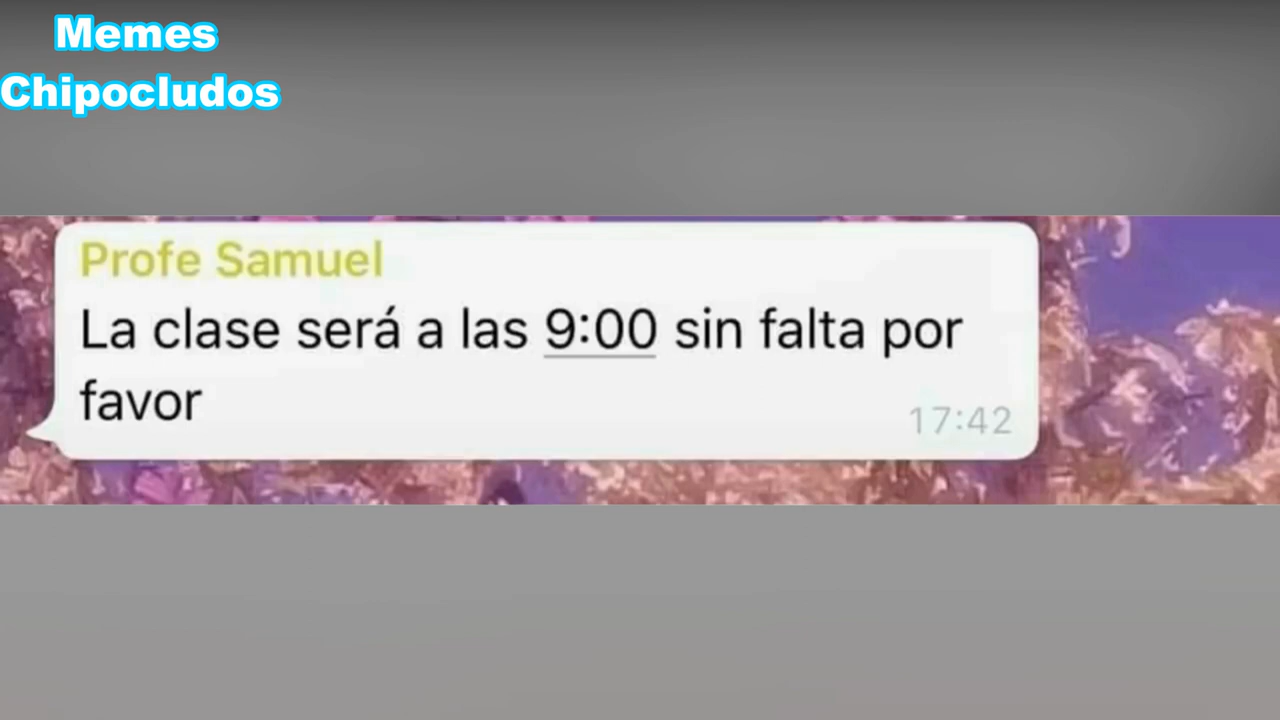 Memes
Chipocludos
Profe Samuel
La clase será a las 9:00 sin falta por
favor
17:42